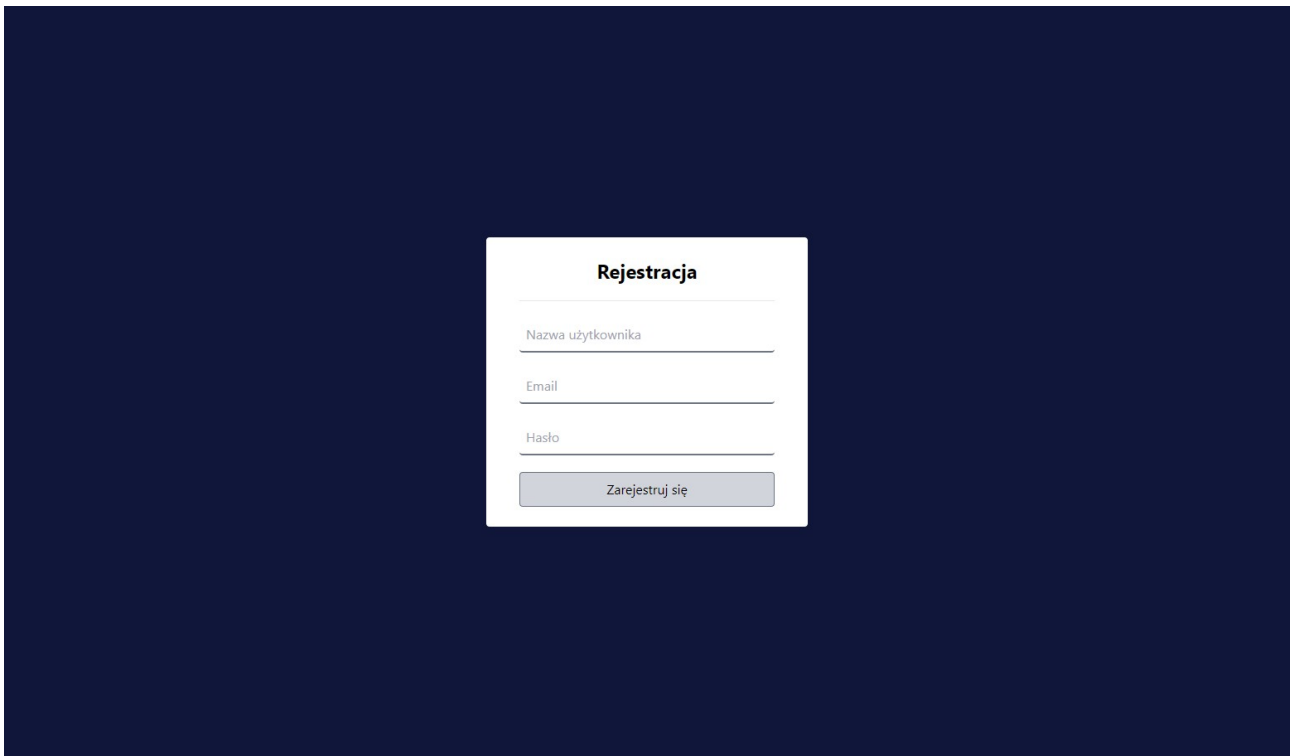 Rejestracja
Nazwa użytkownika
Email
Hasło
Zarejestruj się